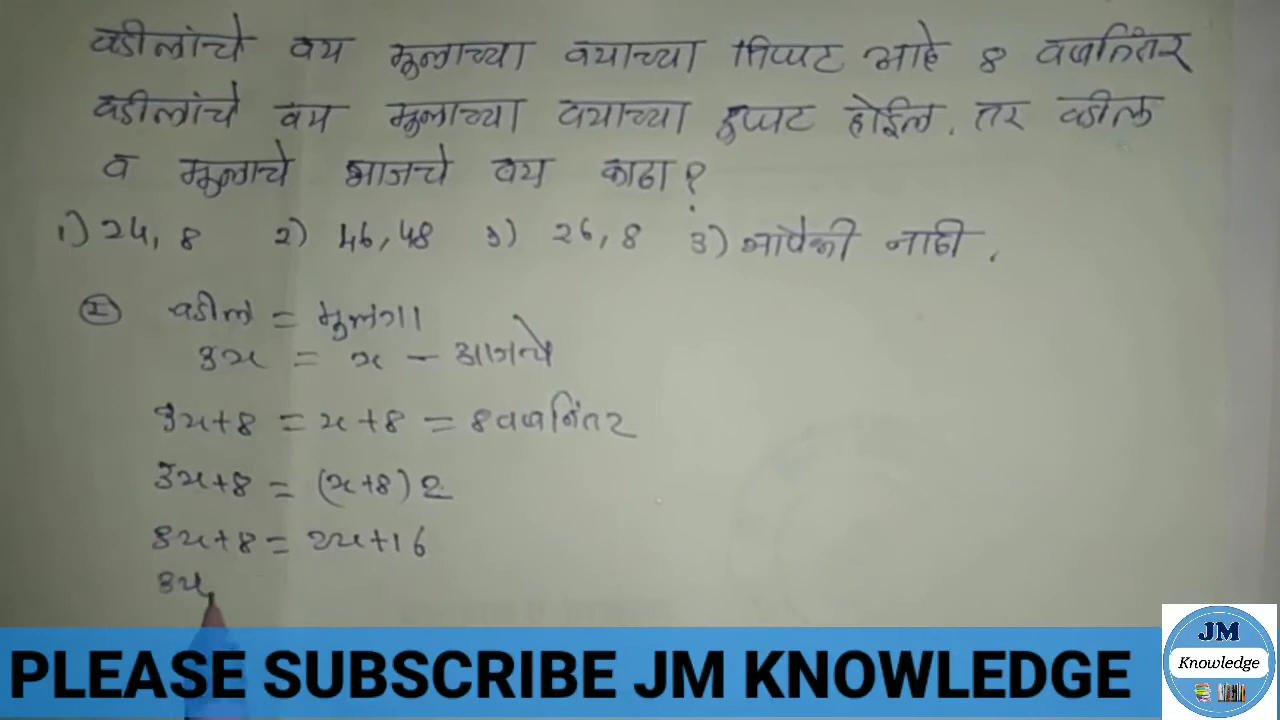 वडीलांचे वय मुलाच्या वयाच्या तिप्पट आहे 8 वर्षानंतर
वडीलांचे वय मुलाच्या वयाच्या दुप्पट होईल. तर वडील
व मुलाचे आजचे वय काढा?
1) 24, 8 2) 46, 48 3) 26, 8 3) यापैकी नाही.
I वडील = मुलगा
3x = x - आजचे
3x+8 = x+8 = 8 वर्षानंतर
3x+8 = (x+8) 2
3x+8 = 2x+16
3x
PLEASE SUBSCRIBE JM KNOWLEDGE
JM
Knowledge